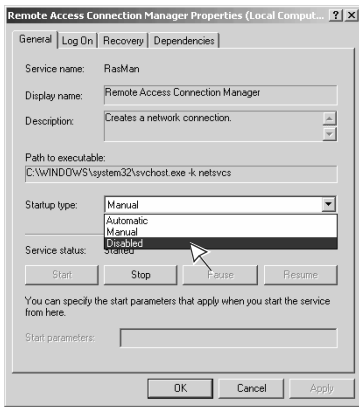 Remote Access Connection Manager Properties (Local Comput... ? X
General Log On Recovery Dependencies
Service name: RasMan
Display name: Remote Access Connection Manager
Description: Creates a network connection.
Path to executable:
C:\WINDOWS\system32\svchost.exe -k netsvcs
Startup type: Manual
Automatic
Manual
Disabled
Service status: Started
Start Stop Pause Resume
You can specify the start parameters that apply when you start the service
from here.
Start parameters:
OK Cancel Apply